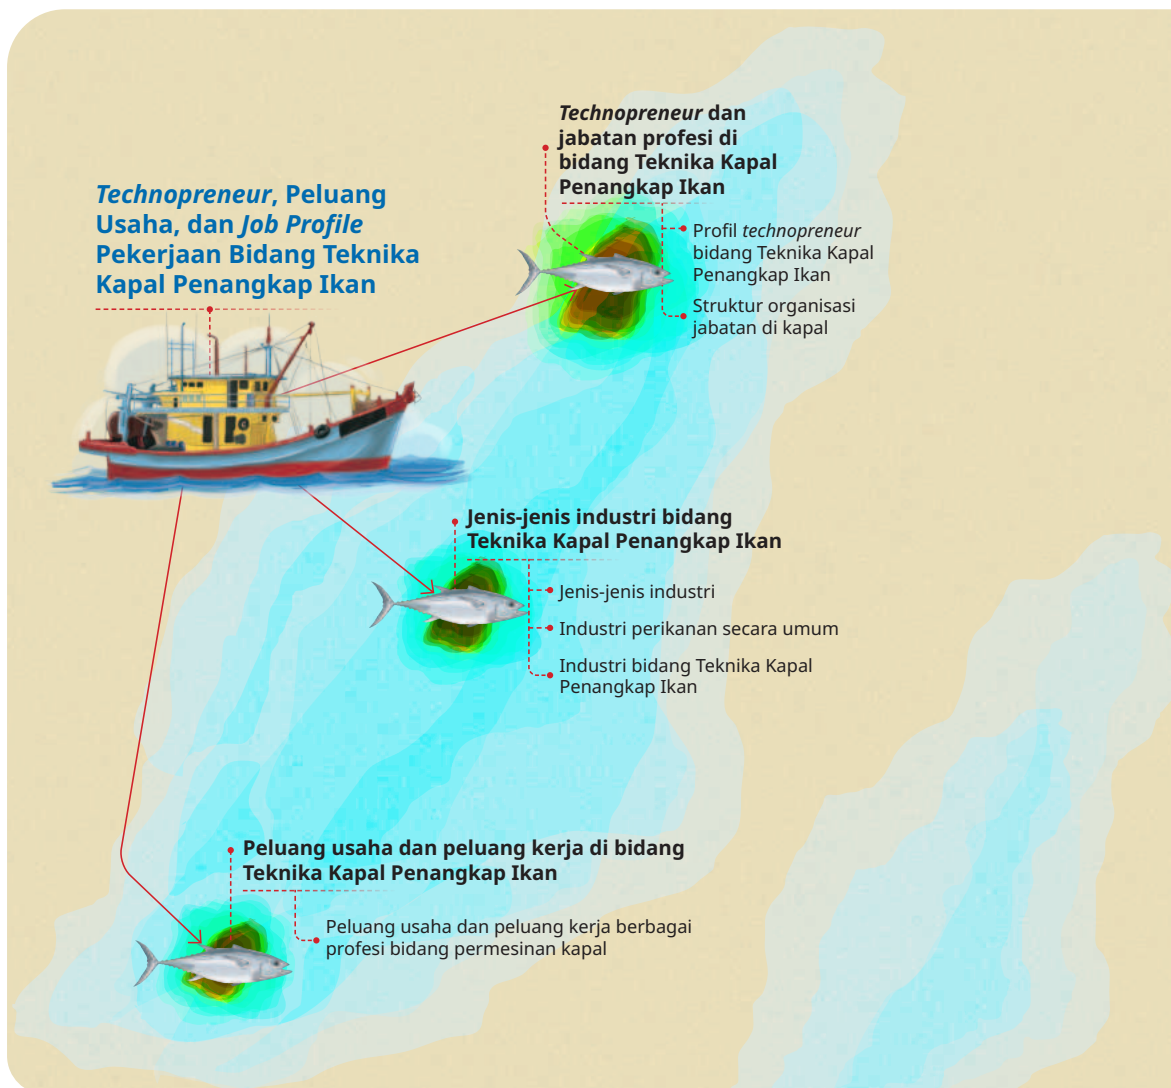 Technopreneur, Peluang
Usaha, dan Job Profile
Pekerjaan Bidang Teknika
Kapal Penangkap Ikan
Technopreneur dan
jabatan profesi di
bidang Teknika Kapal
Penangkap Ikan
Profil technopreneur
bidang Teknika Kapal
Penangkap Ikan
Struktur organisasi
jabatan di kapal
Jenis-jenis industri bidang
Teknika Kapal Penangkap Ikan
Jenis-jenis industri
Industri perikanan secara umum
Industri bidang Teknika Kapal
Penangkap Ikan
Peluang usaha dan peluang kerja di bidang
Teknika Kapal Penangkap Ikan
Peluang usaha dan peluang kerja berbagai
profesi bidang permesinan kapal